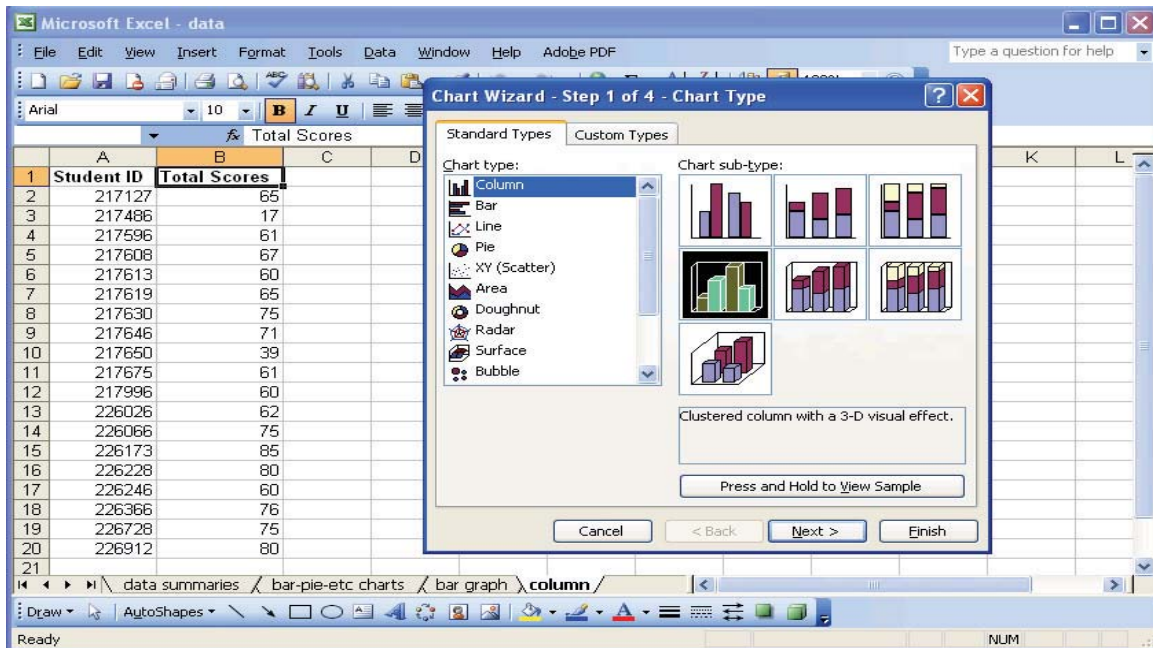 Microsoft Excel - data
File Edit View Insert Format Tools Data Window Help Adobe PDF Type a question for help
Arial 10 B I U
fx Total Scores
A B C D K L
1 Student ID Total Scores
2 217127 65
3 217486 17
4 217596 61
5 217608 67
6 217613 60
7 217619 65
8 217630 75
9 217646 71
10 217650 39
11 217675 61
12 217996 60
13 226026 62
14 226066 75
15 226173 85
16 226228 80
17 226246 60
18 226366 76
19 226728 75
20 226912 80
21
Chart Wizard - Step 1 of 4 - Chart Type
Standard Types Custom Types
Chart type: Chart sub-type:
Column
Bar
Line
Pie
XY (Scatter)
Area
Doughnut
Radar
Surface
Bubble
Clustered column with a 3-D visual effect.
Press and Hold to View Sample
Cancel < Back Next > Finish
data summaries / bar-pie-etc charts / bar graph \ column /
Draw AutoShapes
Ready NUM